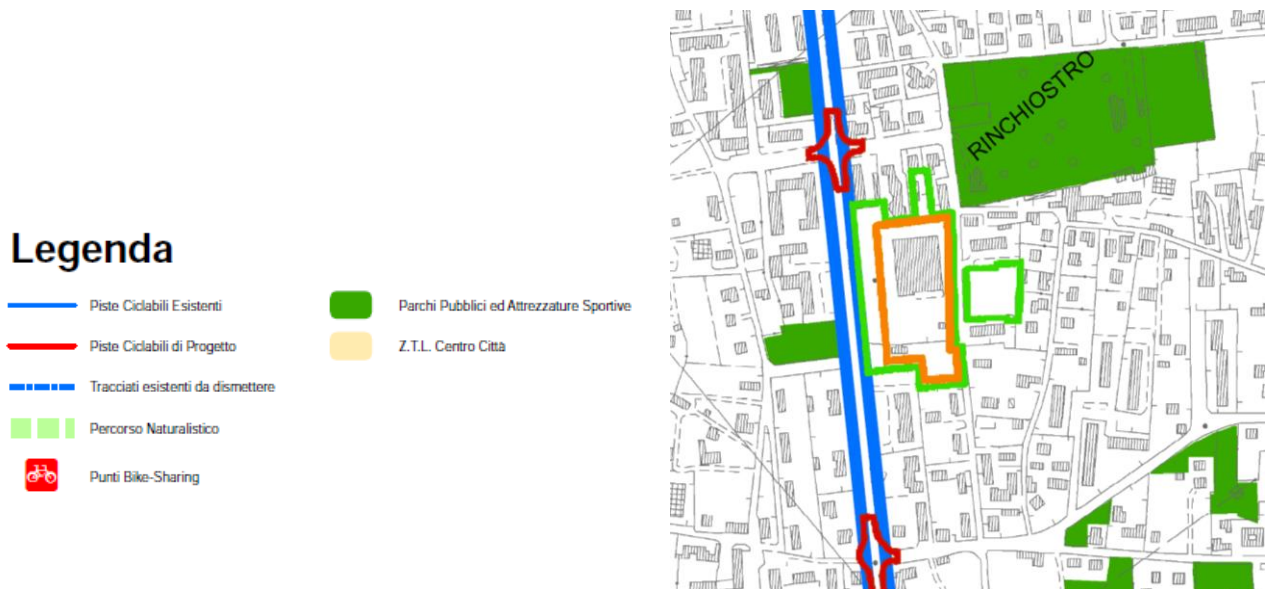 Legenda
Piste Ciclabili Esistenti
Piste Ciclabili di Progetto
Tracciati esistenti da dismettere
Percorso Naturalistico
Punti Bike-Sharing
Parchi Pubblici ed Attrezzature Sportive
Z.T.L. Centro Città
RINCHIOSTRO